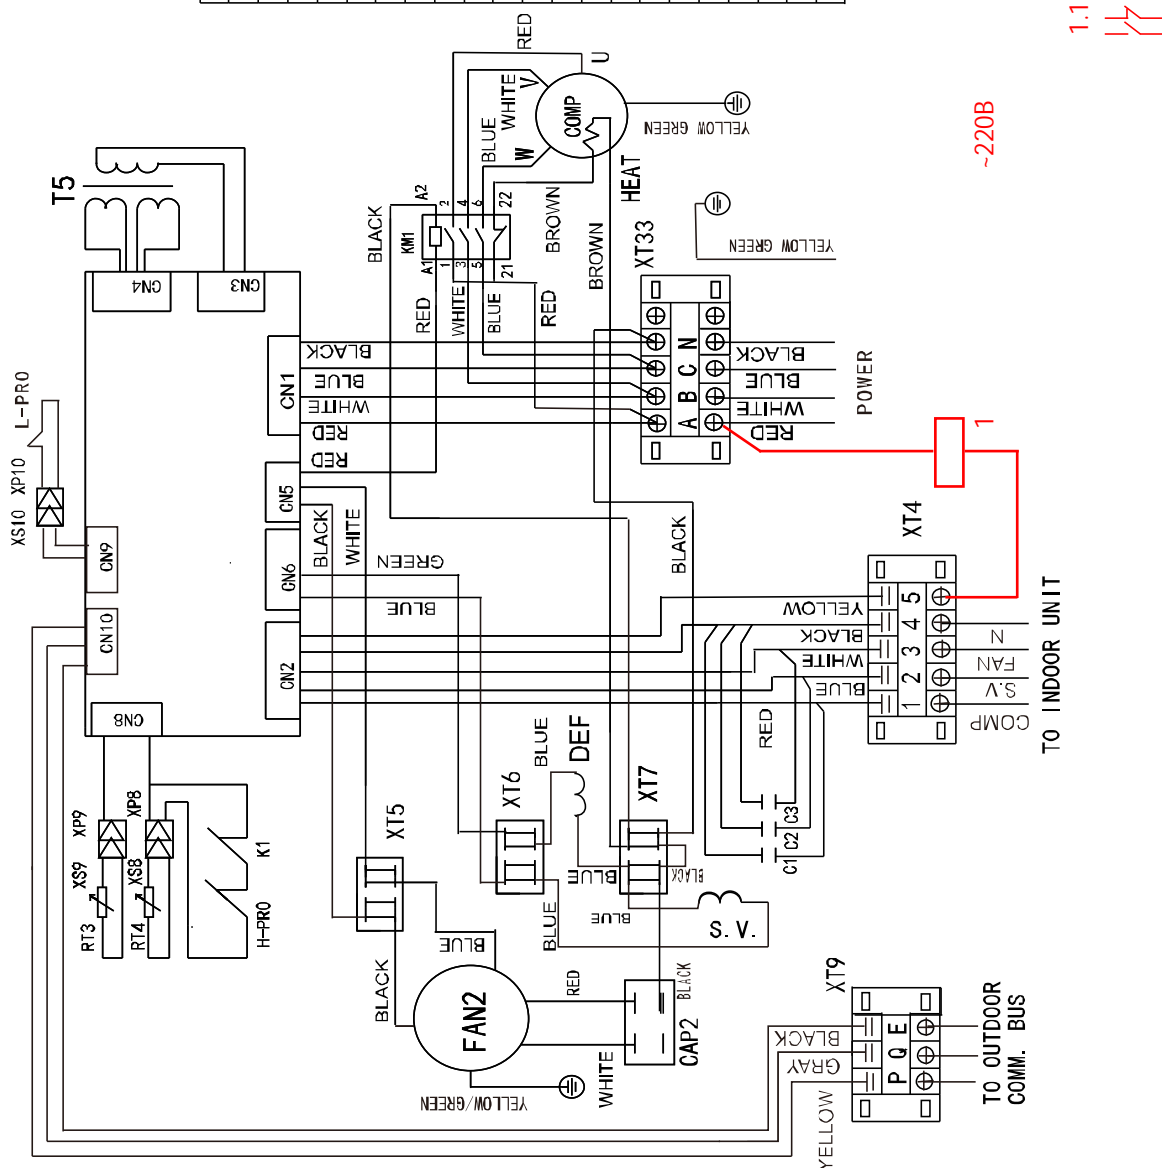 RED
U
1.1
WHITE
V
COMP
BLUE
W
YELLOW GREEN
~220B
T5
A2
2
4
6
22
BLACK
KM1
BROWN
HEAT
A1
1
3
5
21
BROWN
XT33
YELLOW GREEN
CN4
CN3
RED
WHITE
BLUE
RED
CN1
BLACK
BLUE
WHITE
RED
A B C N
BLACK
BLUE
WHITE
RED
POWER
L-PRO
XS10 XP10
RED
CN5
BLACK
WHITE
1
CN9
CN6
GREEN
BLUE
BLACK
XT4
CN10
CN2
YELLOW
BLACK
WHITE
BLUE
1 2 3 4 5
N
FAN
S.V
COMP
TO INDOOR UNIT
CN8
RED
BLUE
DEF
XT6
XT7
XT5
XP9
XP8
XS9
XS8
K1
C1
C2
C3
RT3
RT4
H-PRO
BLUE
BLACK
BLUE
BLUE
S.V.
BLUE
BLACK
FAN2
RED
BLACK
CAP2
WHITE
YELLOW/GREEN
XT9
BLACK
GRAY
YELLOW
P Q E
TO OUTDOOR
COMM. BUS